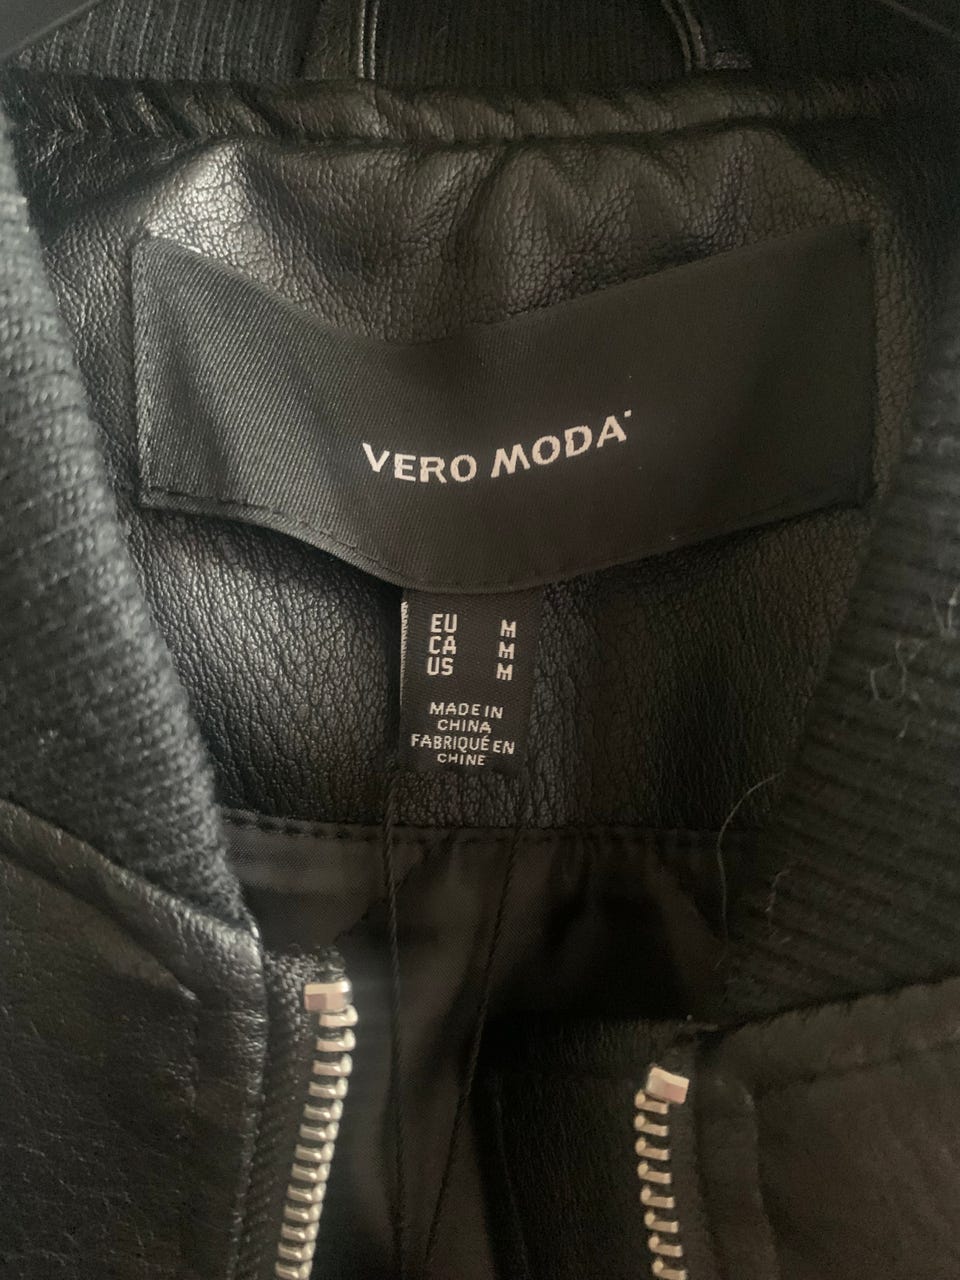 VERO MODA
EU M
CA M
US M
MADE IN
CHINA
FABRIQUÉ EN
CHINE